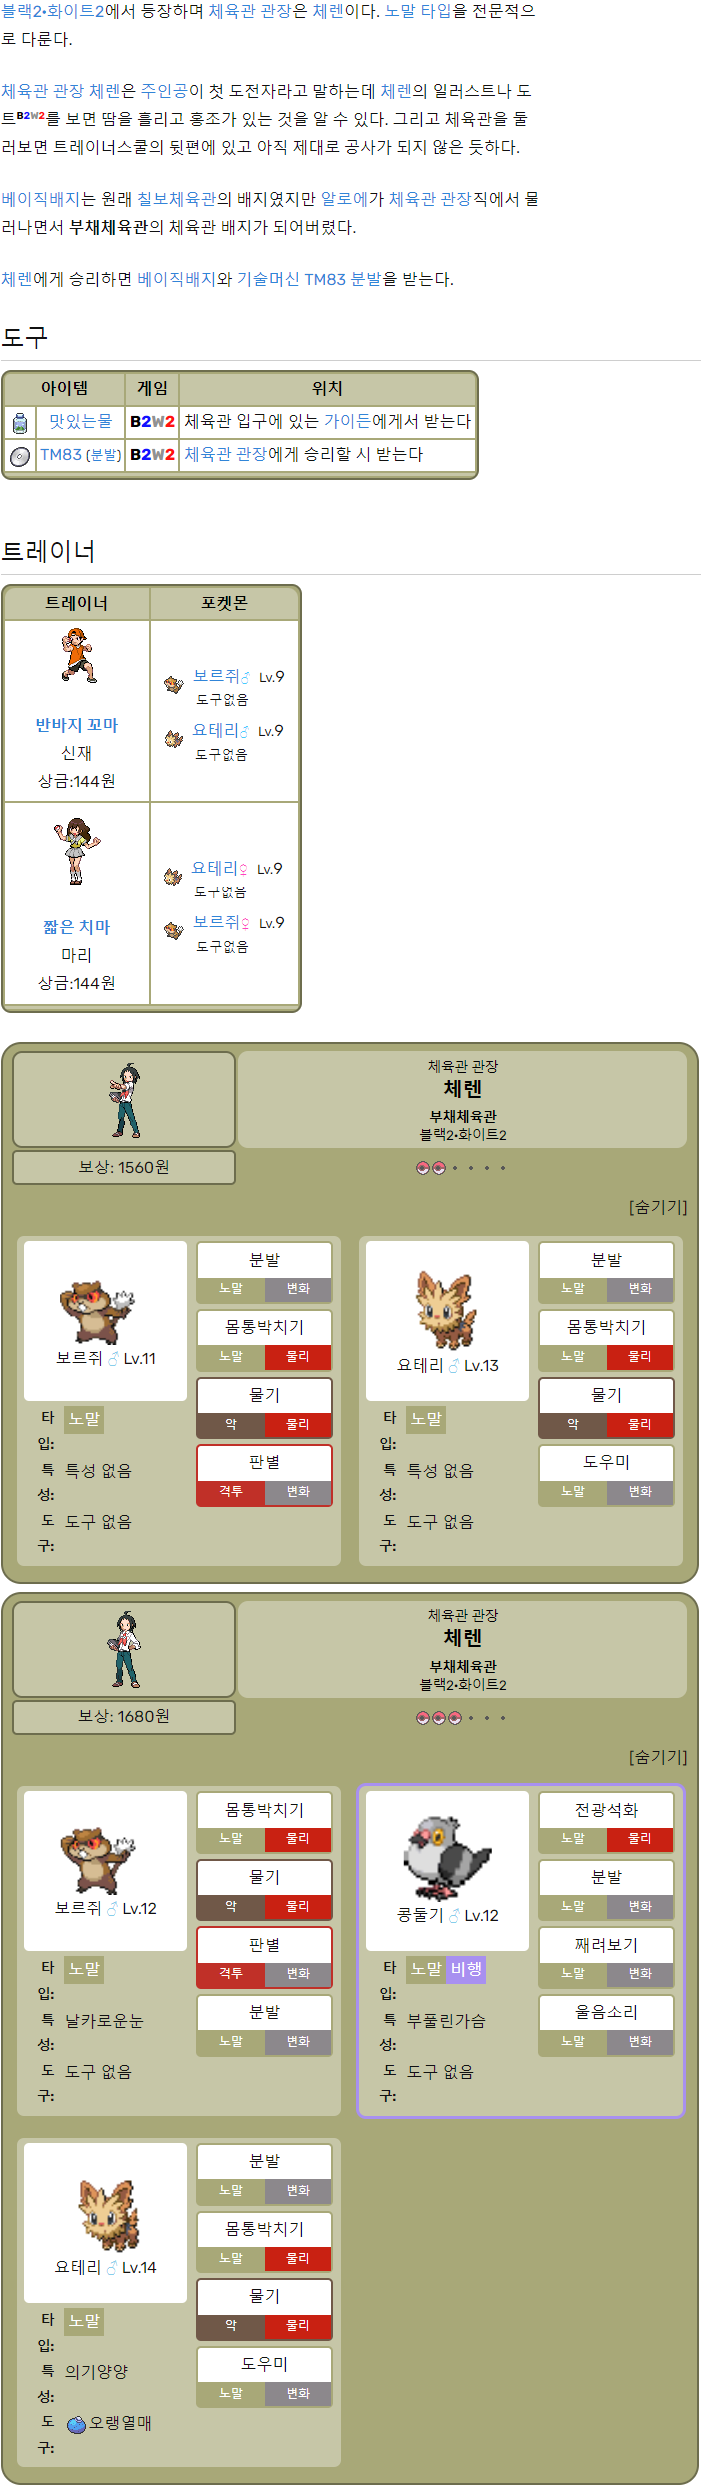 블랙2·화이트2에서 등장하며 체육관 관장은 체렌이다. 노말 타입을 전문적으
로 다룬다.
체육관 관장 체렌은 주인공이 첫 도전자라고 말하는데 체렌의 일러스트나 도
트B2W2를 보면 땀을 흘리고 홍조가 있는 것을 알 수 있다. 그리고 체육관을 둘
러보면 트레이너스쿨의 뒷편에 있고 아직 제대로 공사가 되지 않은 듯하다.
베이직배지는 원래 칠보체육관의 배지였지만 알로에가 체육관 관장직에서 물
러나면서 부채체육관의 체육관 배지가 되어버렸다.
체렌에게 승리하면 베이직배지와 기술머신 TM83 분발을 받는다.
도구
아이템 게임 위치
맛있는물 B2W2 체육관 입구에 있는 가이든에게서 받는다
TM83 (분발) B2W2 체육관 관장에게 승리할 시 받는다
트레이너
트레이너 포켓몬
보르쥐♂ Lv.9
도구없음
요테리♂ Lv.9
도구없음
반바지 꼬마
신재
상금:144원
요테리♀ Lv.9
도구없음
보르쥐♀ Lv.9
도구없음
짧은 치마
마리
상금:144원
체육관 관장
체렌
부채체육관
블랙2·화이트2
보상: 1560원
[숨기기]
보르쥐♂ Lv.11
타입: 노말
특성: 특성 없음
도구: 도구 없음
분발
노말 변화
몸통박치기
노말 물리
물기
악 물리
판별
격투 변화
요테리♂ Lv.13
타입: 노말
특성: 특성 없음
도구: 도구 없음
분발
노말 변화
몸통박치기
노말 물리
물기
악 물리
도우미
노말 변화
체육관 관장
체렌
부채체육관
블랙2·화이트2
보상: 1680원
[숨기기]
보르쥐♂ Lv.12
타입: 노말
특성: 날카로운눈
도구: 도구 없음
몸통박치기
노말 물리
물기
악 물리
판별
격투 변화
분발
노말 변화
콩둘기♂ Lv.12
타입: 노말 비행
특성: 부풀린가슴
도구: 도구 없음
전광석화
노말 물리
분발
노말 변화
째려보기
노말 변화
울음소리
노말 변화
요테리♂ Lv.14
타입: 노말
특성: 의기양양
도구: 오랭열매
분발
노말 변화
몸통박치기
노말 물리
물기
악 물리
도우미
노말 변화